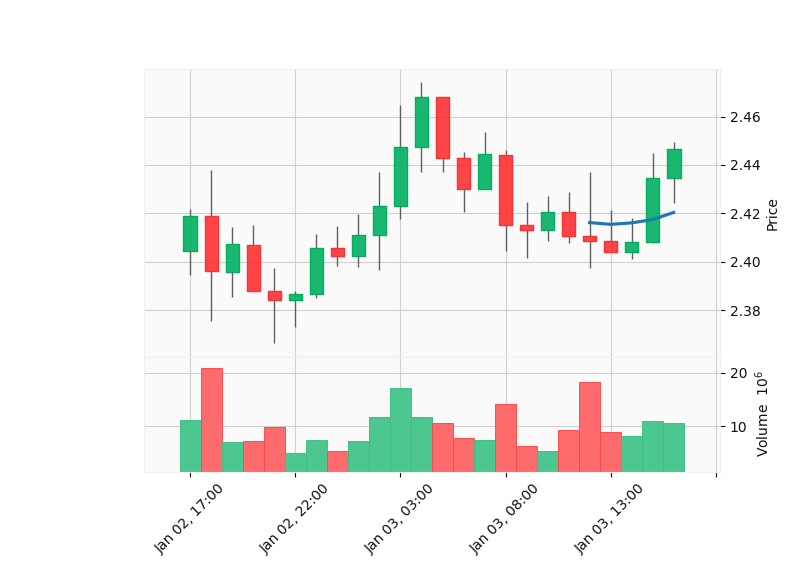 2.46
2.44
2.42
2.40
2.38
Price
20
10
Volume 10^6
Jan 02, 17:00
Jan 02, 22:00
Jan 03, 03:00
Jan 03, 08:00
Jan 03, 13:00